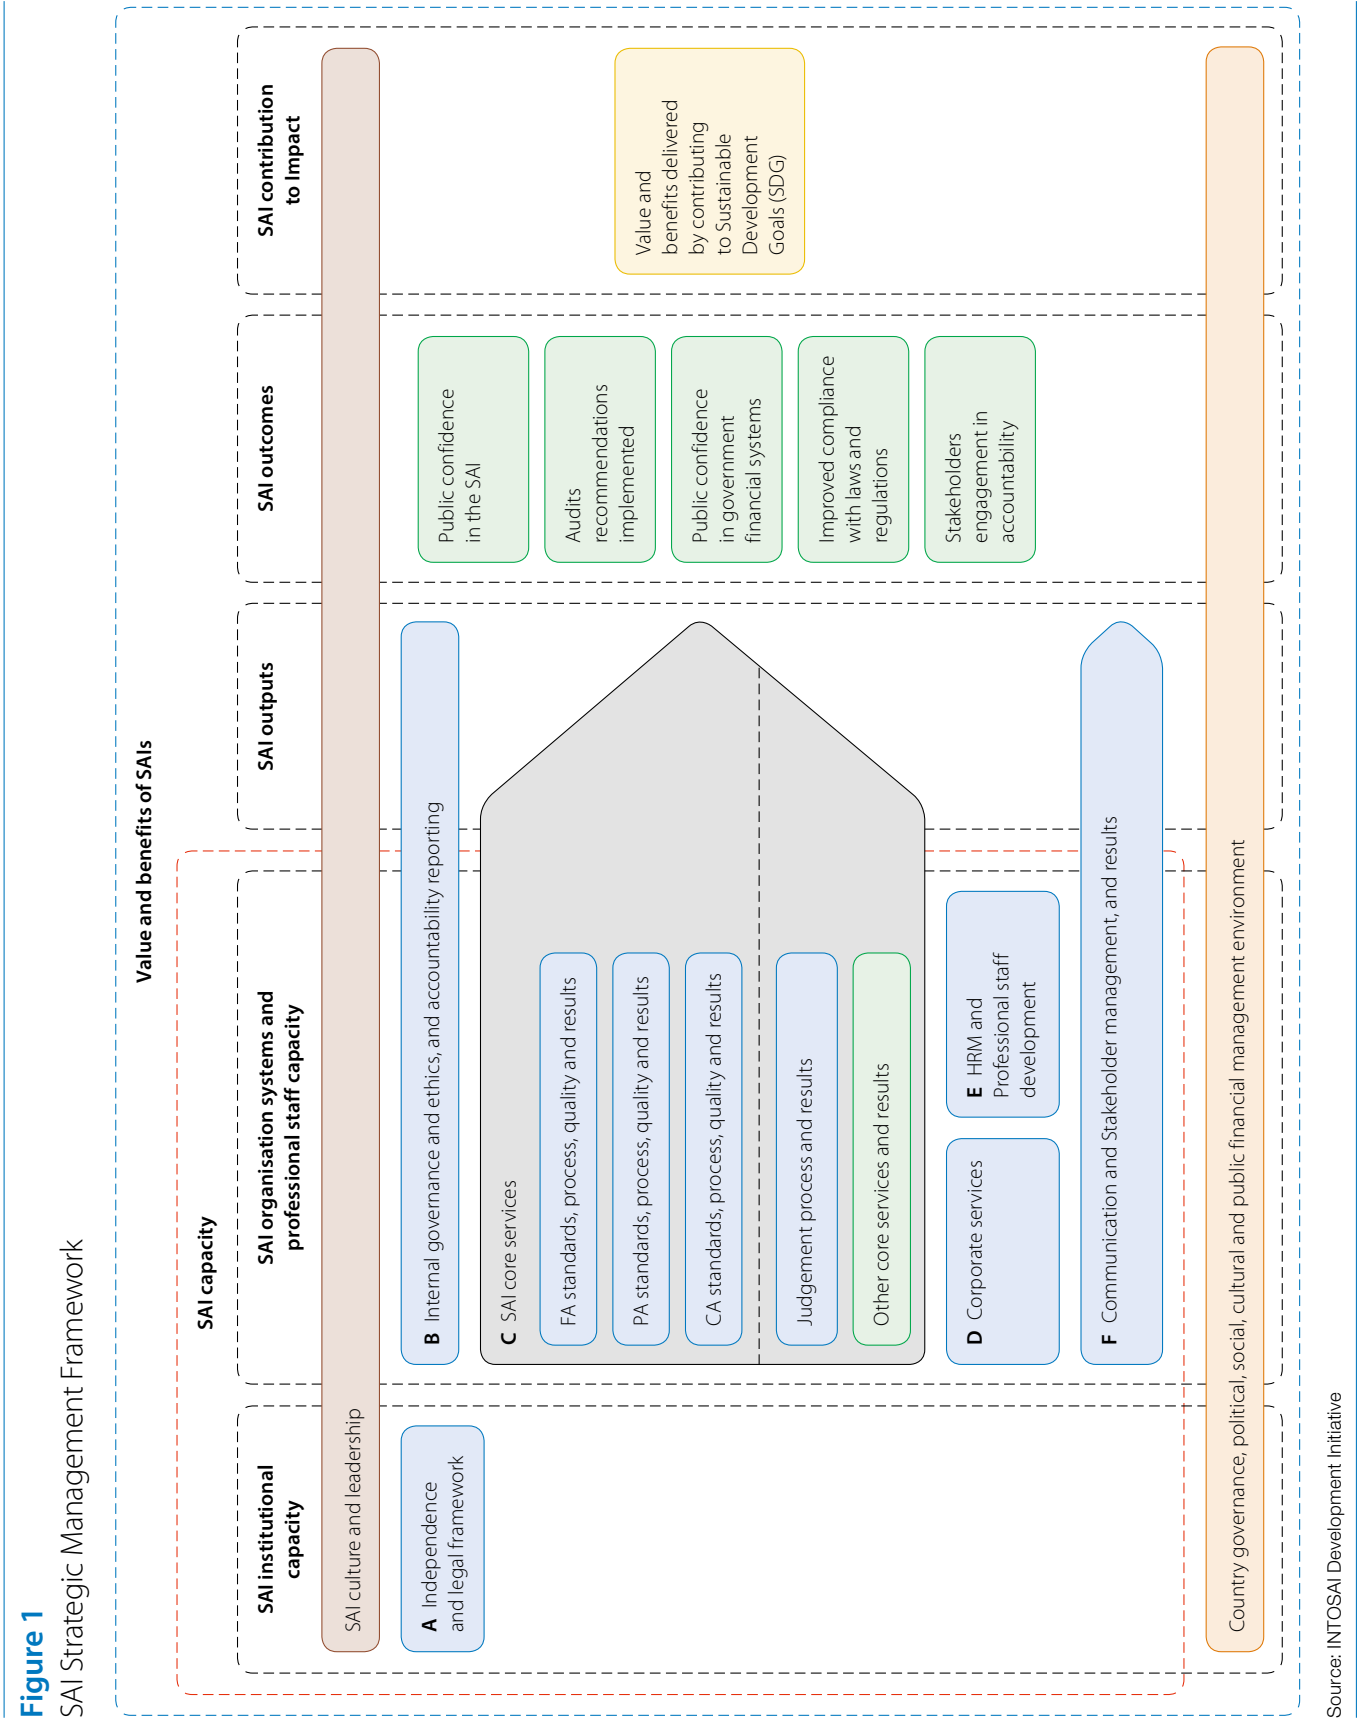 Figure 1
SAI Strategic Management Framework
Value and benefits of SAIs
SAI capacity
SAI institutional
capacity
SAI organisation systems and
professional staff capacity
SAI outputs
SAI outcomes
SAI contribution
to Impact
SAI culture and leadership
A Independence
and legal framework
B Internal governance and ethics, and accountability reporting
C SAI core services
FA standards, process, quality and results
PA standards, process, quality and results
CA standards, process, quality and results
Judgement process and results
Other core services and results
D Corporate services
E HRM and
Professional staff
development
F Communication and Stakeholder management, and results
Public confidence
in the SAI
Audits
recommendations
implemented
Public confidence
in government
financial systems
Improved compliance
with laws and
regulations
Stakeholders
engagement in
accountability
Value and
benefits delivered
by contributing
to Sustainable
Development
Goals (SDG)
Country governance, political, social, cultural and public financial management environment
Source: INTOSAI Development Initiative